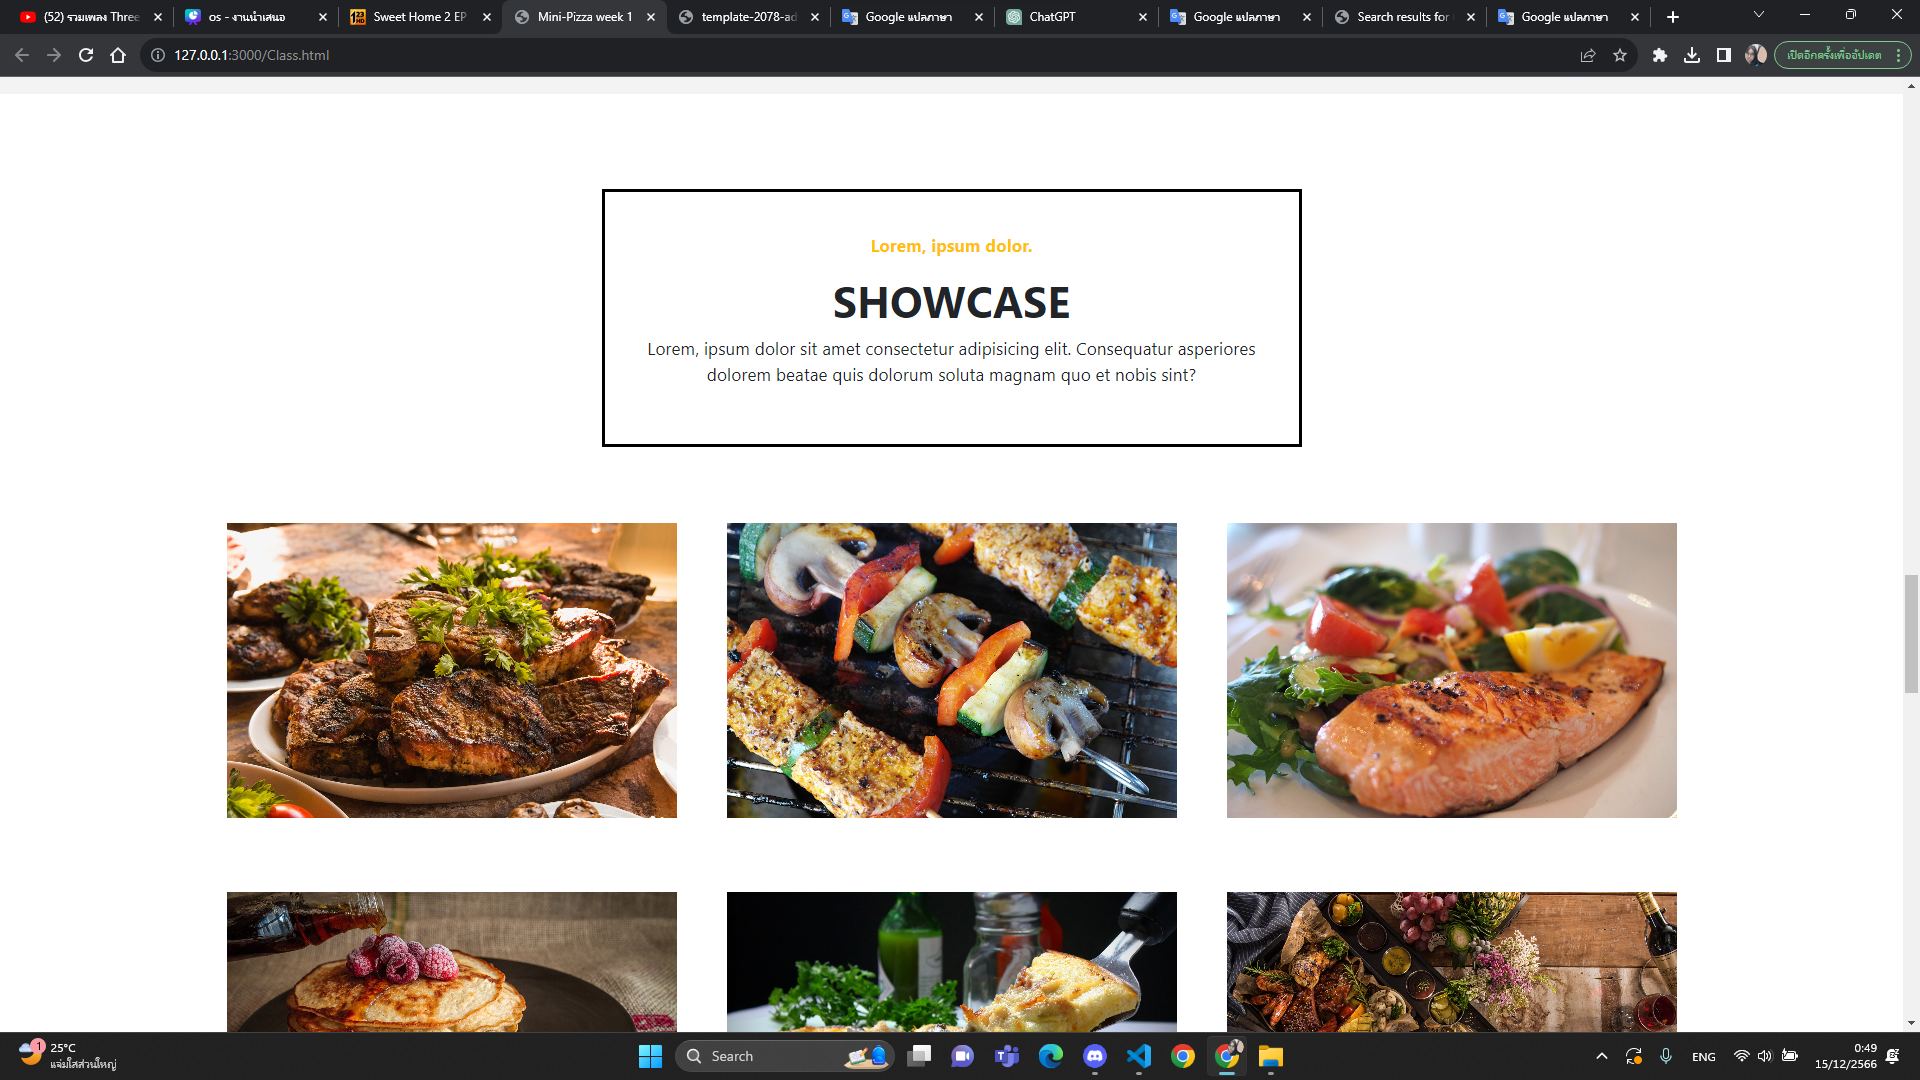 (52) รวมเพลง Three
os - งานนำเสนอ
Sweet Home 2 EP
Mini-Pizza week 1
template-2078-ad
Google แปลภาษา
ChatGPT
Google แปลภาษา
Search results for
Google แปลภาษา
127.0.0.1:3000/Class.html
เปิดอีกครั้งเพื่ออัปเดต
Lorem, ipsum dolor.
SHOWCASE
Lorem, ipsum dolor sit amet consectetur adipisicing elit. Consequatur asperiores
dolorem beatae quis dolorum soluta magnam quo et nobis sint?
1
25°C
แจ่มใสส่วนใหญ่
Search
ENG
0:49
15/12/2566